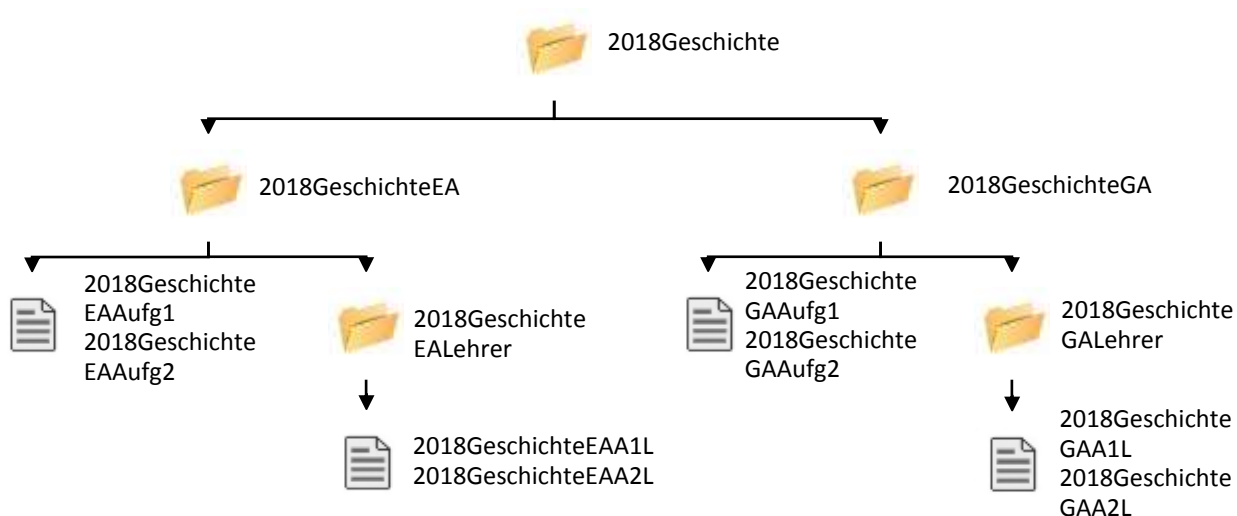 2018Geschichte
2018GeschichteEA
2018GeschichteGA
2018Geschichte
EAAufg1
2018Geschichte
EAAufg2
2018Geschichte
EALehrer
2018Geschichte
GAAufg1
2018Geschichte
GAAufg2
2018Geschichte
GALehrer
2018GeschichteEAA1L
2018GeschichteEAA2L
2018Geschichte
GAA1L
2018Geschichte
GAA2L